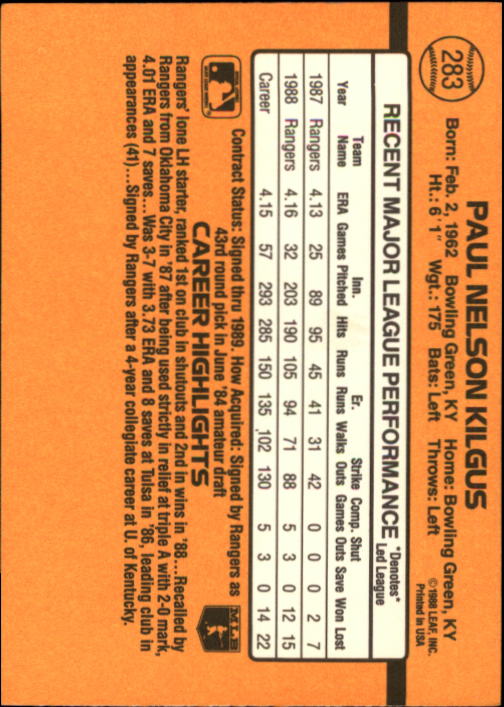 283
PAUL NELSON KILGUS
Born: Feb. 2, 1962 Bowling Green, KY Home: Bowling Green, KY
Ht.: 6'1" Wgt.: 175 Bats: Left Throws: Left
©1988 LEAF, INC.
Printed in USA
RECENT MAJOR LEAGUE PERFORMANCE
*Denotes*
Led League
Year Team Name ERA Games Inn. Pitched Hits Runs Er. Runs Walks Strike Outs Comp. Games Shut Outs Save Won Lost
1987 Rangers 4.13 25 89 95 45 41 31 42 0 0 0 2 7
1988 Rangers 4.16 32 203 190 105 94 71 88 5 3 0 12 15
Career 4.15 57 293 285 150 135 102 130 5 3 0 14 22
Contract Status: Signed thru 1989. How Acquired: Signed by Rangers as
43rd round pick in June '84 amateur draft
MLB
CAREER HIGHLIGHTS
Rangers' lone LH starter, ranked 1st on club in shutouts and 2nd in wins in '88...Recalled by
Rangers from Oklahoma City in '87 after being used strictly in relief at triple A with 2-0 mark,
4.01 ERA and 7 saves...Was 3-7 with 3.73 ERA and 8 saves at Tulsa in '86, leading club in
appearances (41)...Signed by Rangers after a 4-year collegiate career at U. of Kentucky.